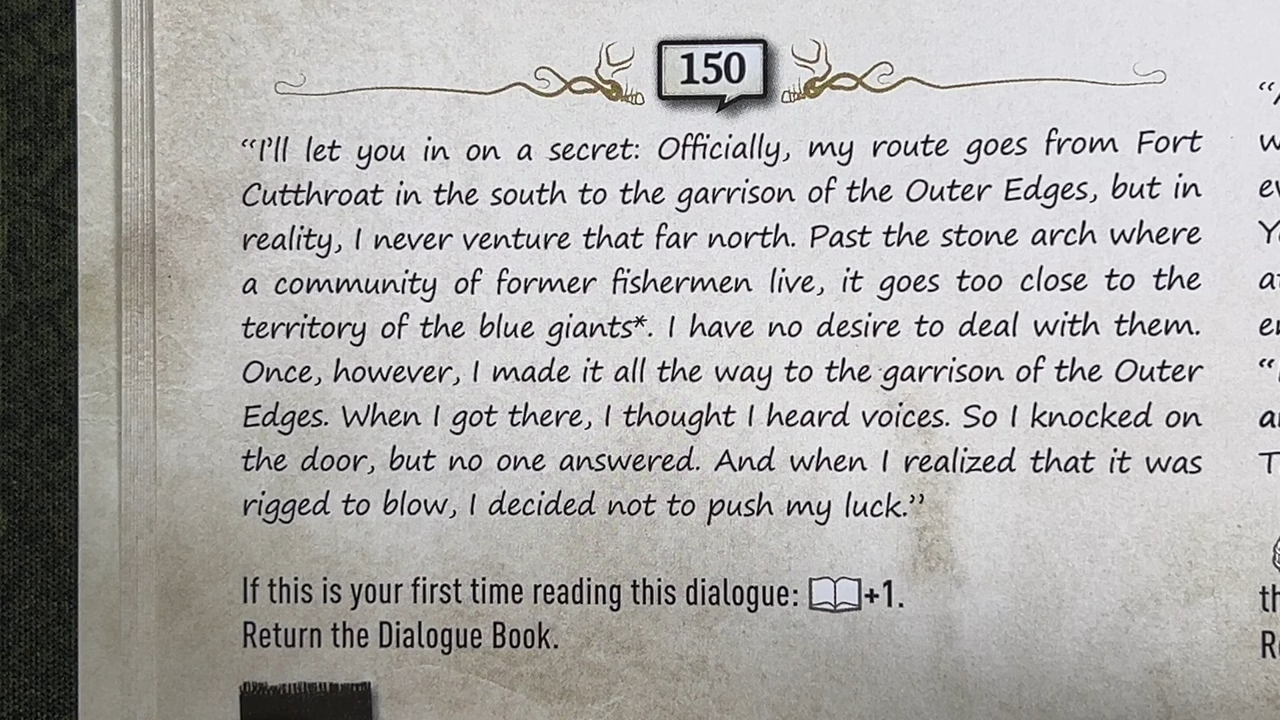 150
“I’ll let you in on a secret: Officially, my route goes from Fort
Cutthroat in the south to the garrison of the Outer Edges, but in
reality, I never venture that far north. Past the stone arch where
a community of former fishermen live, it goes too close to the
territory of the blue giants*. I have no desire to deal with them.
Once, however, I made it all the way to the garrison of the Outer
Edges. When I got there, I thought I heard voices. So I knocked on
the door, but no one answered. And when I realized that it was
rigged to blow, I decided not to push my luck.”
If this is your first time reading this dialogue: +1.
Return the Dialogue Book.